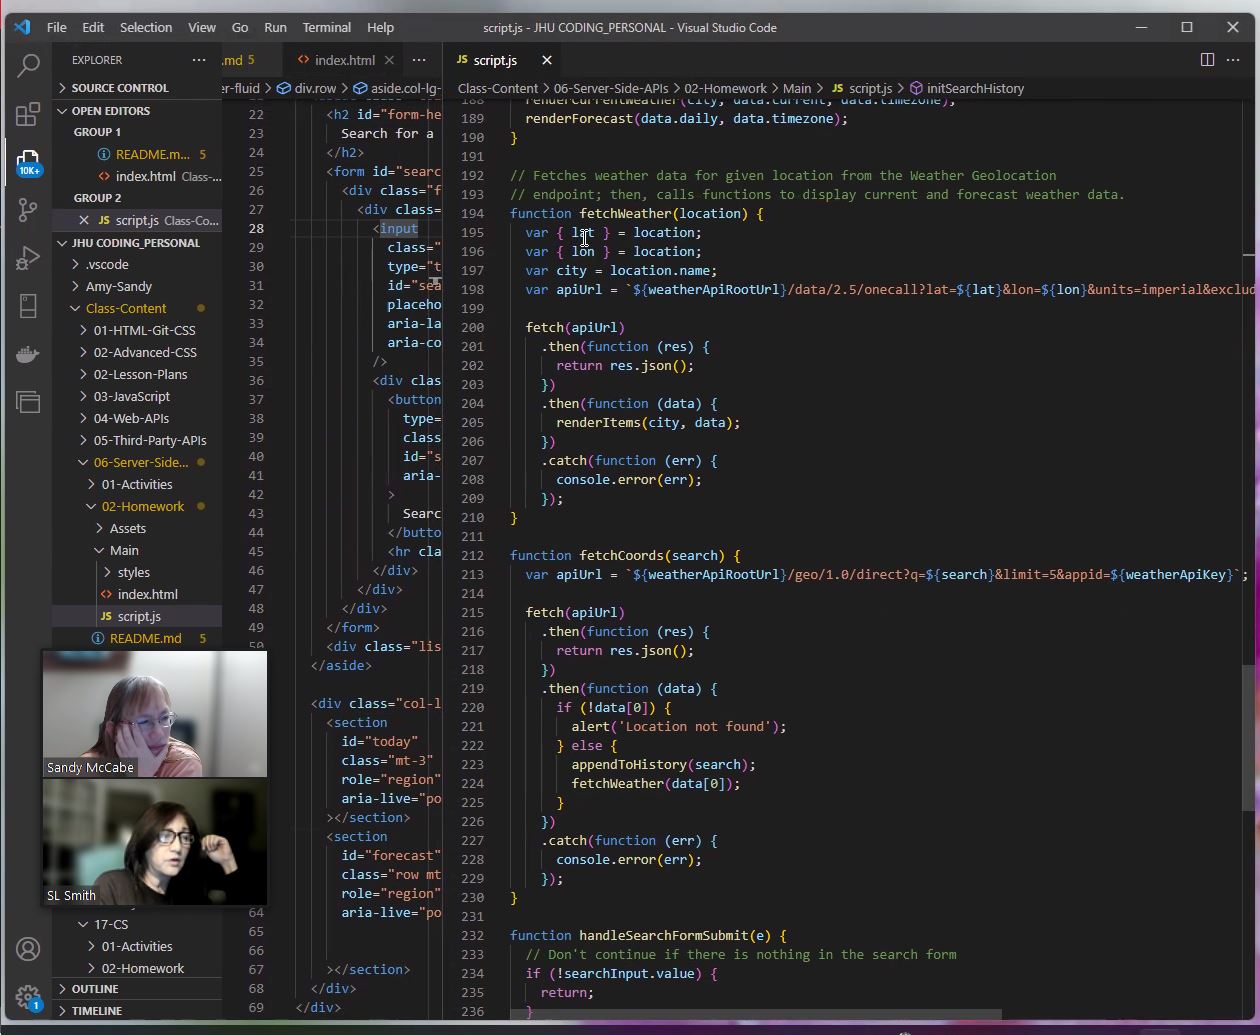 File Edit Selection View Go Run Terminal Help
script.js - JHU CODING_PERSONAL - Visual Studio Code
EXPLORER
SOURCE CONTROL
OPEN EDITORS
GROUP 1
README.m... 5
index.html Class-...
GROUP 2
JS script.js Class-Co...
JHU CODING_PERSONAL
.vscode
Amy-Sandy
Class-Content
01-HTML-Git-CSS
02-Advanced-CSS
02-Lesson-Plans
03-JavaScript
04-Web-APIs
05-Third-Party-APIs
06-Server-Side...
01-Activities
02-Homework
Assets
Main
styles
index.html
JS script.js
README.md 5
17-CS
01-Activities
02-Homework
OUTLINE
TIMELINE
10K+
1
Sandy McCabe
SL Smith
.md 5
index.html
er-fluid > div.row > aside.col-lg-
22 <h2 id="form-he
23 Search for a
24 </h2>
25 <form id="searc
26 <div class="f
27 <div class=
28 <input
29 class="
30 type="t
31 id="sea
32 placeho
33 aria-la
34 aria-co
35 />
36 <div clas
37 <button
38 type=
39 class
40 id="s
41 aria-
42 >
43 Searc
44 </butto
45 <hr cla
46 </div>
47 </div>
48 </div>
49 </form>
50 <div class="lis
</aside>
<div class="col-l
<section
id="today"
class="mt-3"
role="region"
aria-live="po
></section>
<section
id="forecast"
class="row mt
role="region"
64 aria-live="po
65
66
67 ></section>
68 </div>
69 </div>
JS script.js
Class-Content > 06-Server-Side-APIs > 02-Homework > Main > JS script.js > initSearchHistory
188 renderCurrentWeather(city, data.current, data.timezone);
189 renderForecast(data.daily, data.timezone);
190 }
191
192 // Fetches weather data for given location from the Weather Geolocation
193 // endpoint; then, calls functions to display current and forecast weather data.
194 function fetchWeather(location) {
195 var { lat } = location;
196 var { lon } = location;
197 var city = location.name;
198 var apiUrl = `${weatherApiRootUrl}/data/2.5/onecall?lat=${lat}&lon=${lon}&units=imperial&exclud
199
200 fetch(apiUrl)
201 .then(function (res) {
202 return res.json();
203 })
204 .then(function (data) {
205 renderItems(city, data);
206 })
207 .catch(function (err) {
208 console.error(err);
209 });
210 }
211
212 function fetchCoords(search) {
213 var apiUrl = `${weatherApiRootUrl}/geo/1.0/direct?q=${search}&limit=5&appid=${weatherApiKey}`;
214
215 fetch(apiUrl)
216 .then(function (res) {
217 return res.json();
218 })
219 .then(function (data) {
220 if (!data[0]) {
221 alert('Location not found');
222 } else {
223 appendToHistory(search);
224 fetchWeather(data[0]);
225 }
226 })
227 .catch(function (err) {
228 console.error(err);
229 });
230 }
231
232 function handleSearchFormSubmit(e) {
233 // Don't continue if there is nothing in the search form
234 if (!searchInput.value) {
235 return;
236 }